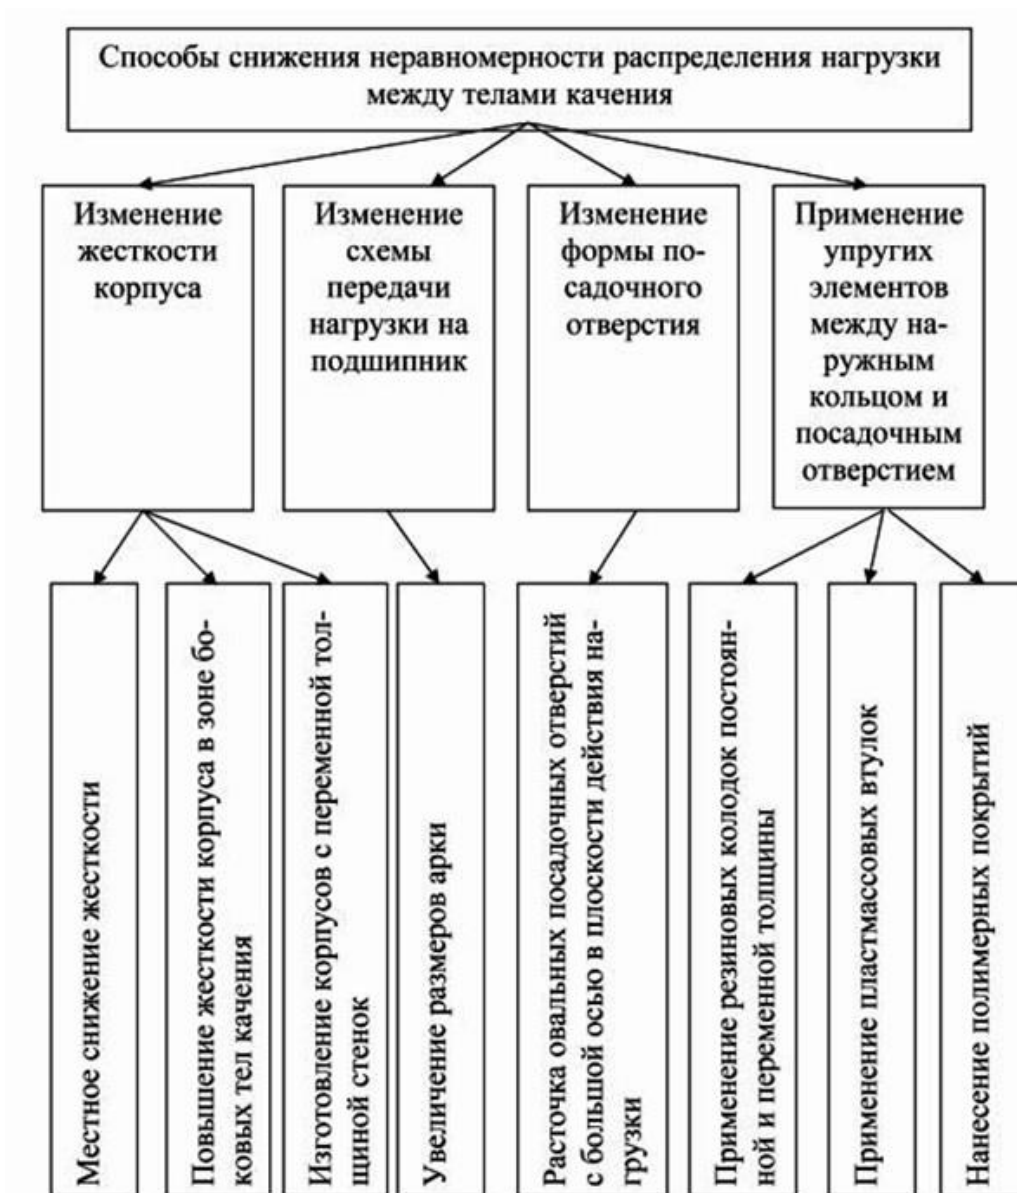 Способы снижения неравномерности распределения нагрузки
между телами качения
Изменение
жесткости
корпуса
Изменение
схемы
передачи
нагрузки на
подшипник
Изменение
формы по-
садочного
отверстия
Применение
упругих
элементов
между на-
ружным
кольцом и
посадочным
отверстием
Местное снижение жесткости
Повышение жесткости корпуса в зоне бо-
ковых тел качения
Изготовление корпусов с переменной тол-
щиной стенок
Увеличение размеров арки
Расточка овальных посадочных отверстий
с большой осью в плоскости действия на-
грузки
Применение резиновых колодок постоян-
ной и переменной толщины
Применение пластмассовых втулок
Нанесение полимерных покрытий